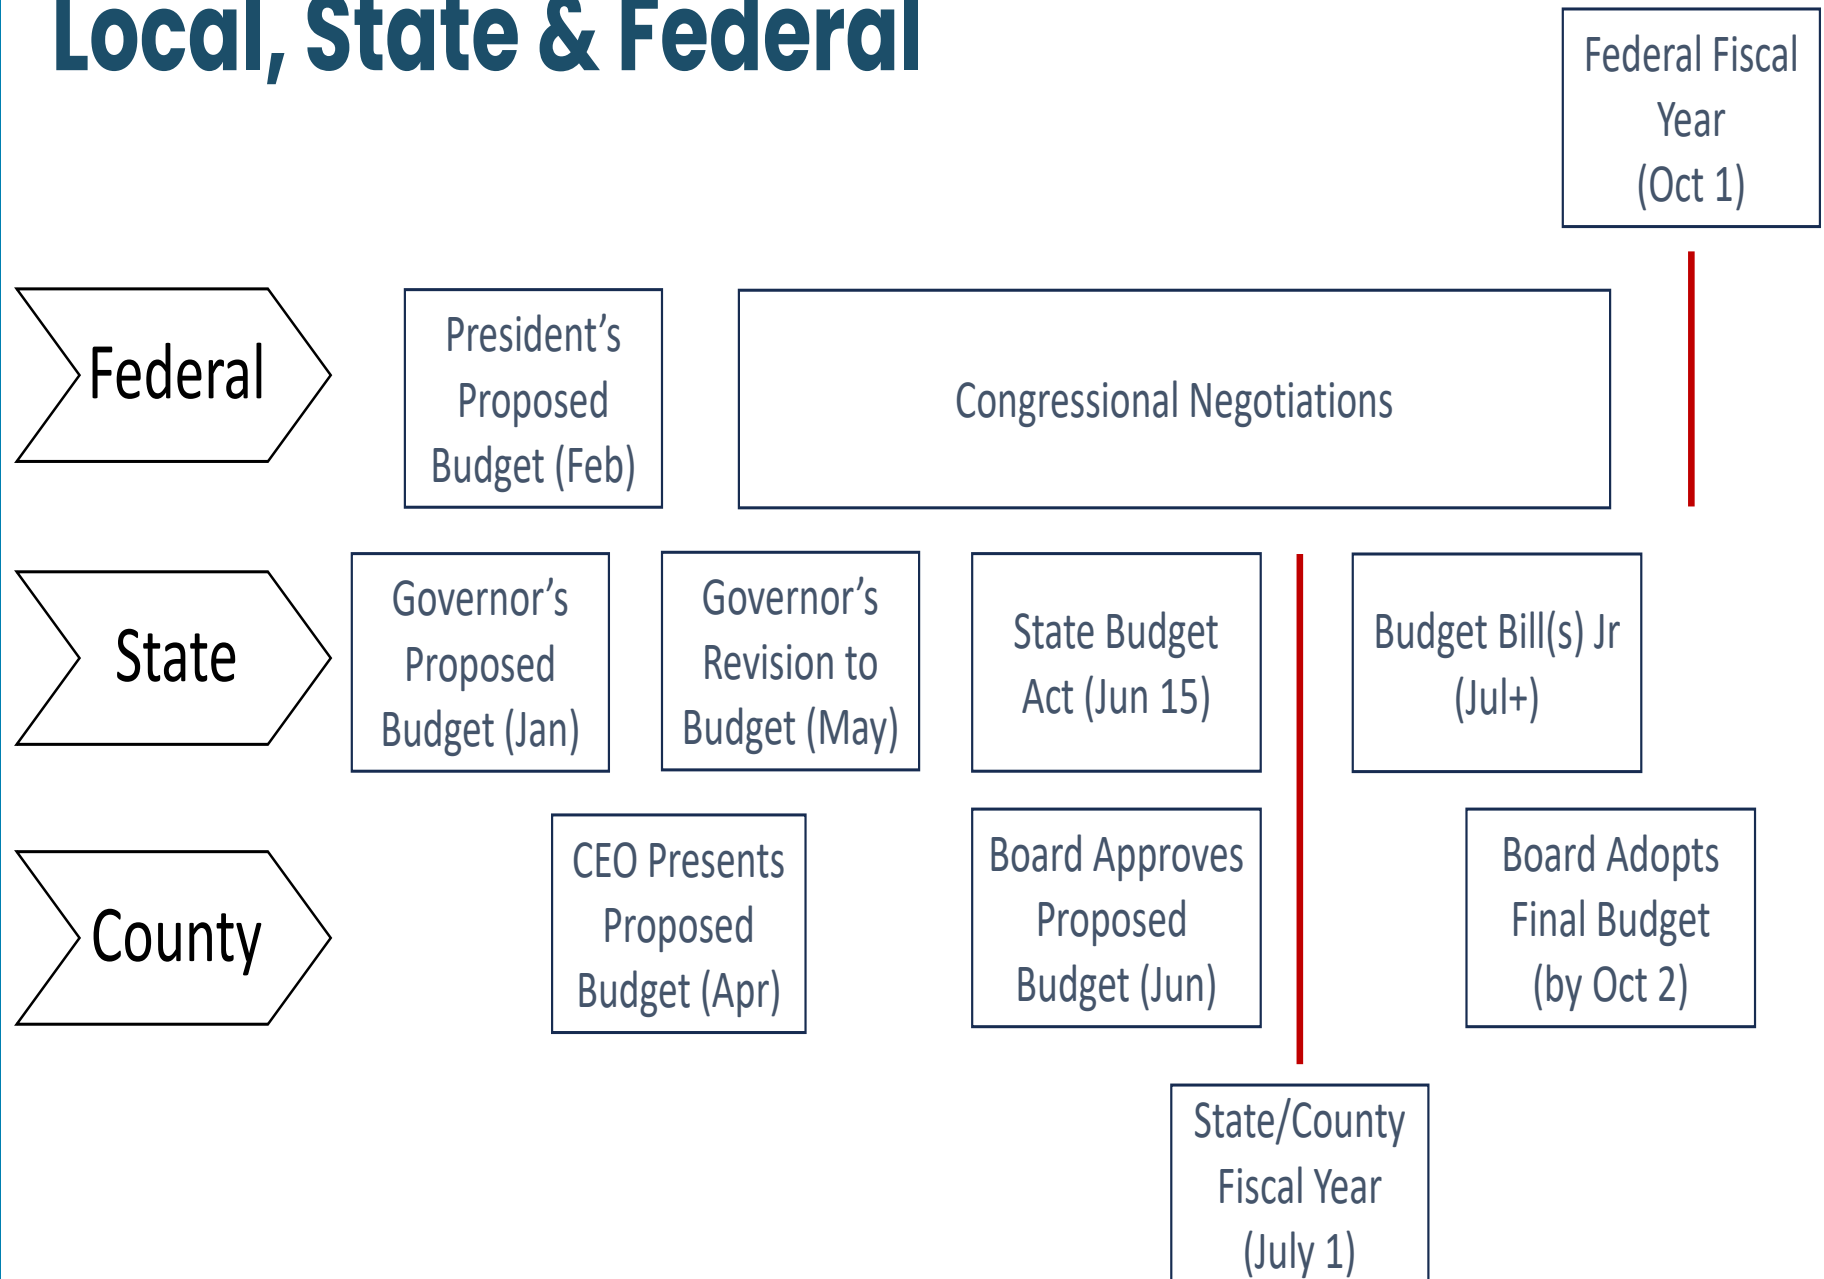 Local, State & Federal
Federal Fiscal
Year
(Oct 1)
Federal
President’s
Proposed
Budget (Feb)
Congressional Negotiations
State
Governor’s
Proposed
Budget (Jan)
Governor’s
Revision to
Budget (May)
State Budget
Act (Jun 15)
Budget Bill(s) Jr
(Jul+)
County
CEO Presents
Proposed
Budget (Apr)
Board Approves
Proposed
Budget (Jun)
Board Adopts
Final Budget
(by Oct 2)
State/County
Fiscal Year
(July 1)